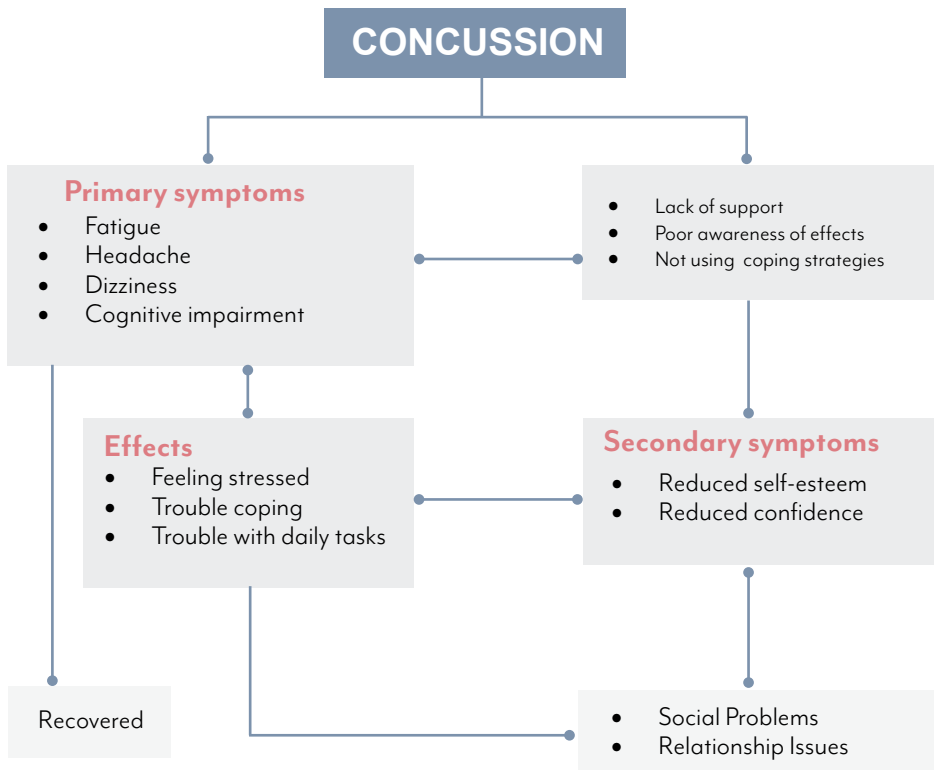 CONCUSSION
Primary symptoms
• Fatigue
• Headache
• Dizziness
• Cognitive impairment
• Lack of support
• Poor awareness of effects
• Not using coping strategies
Effects
• Feeling stressed
• Trouble coping
• Trouble with daily tasks
Secondary symptoms
• Reduced self-esteem
• Reduced confidence
Recovered
• Social Problems
• Relationship Issues